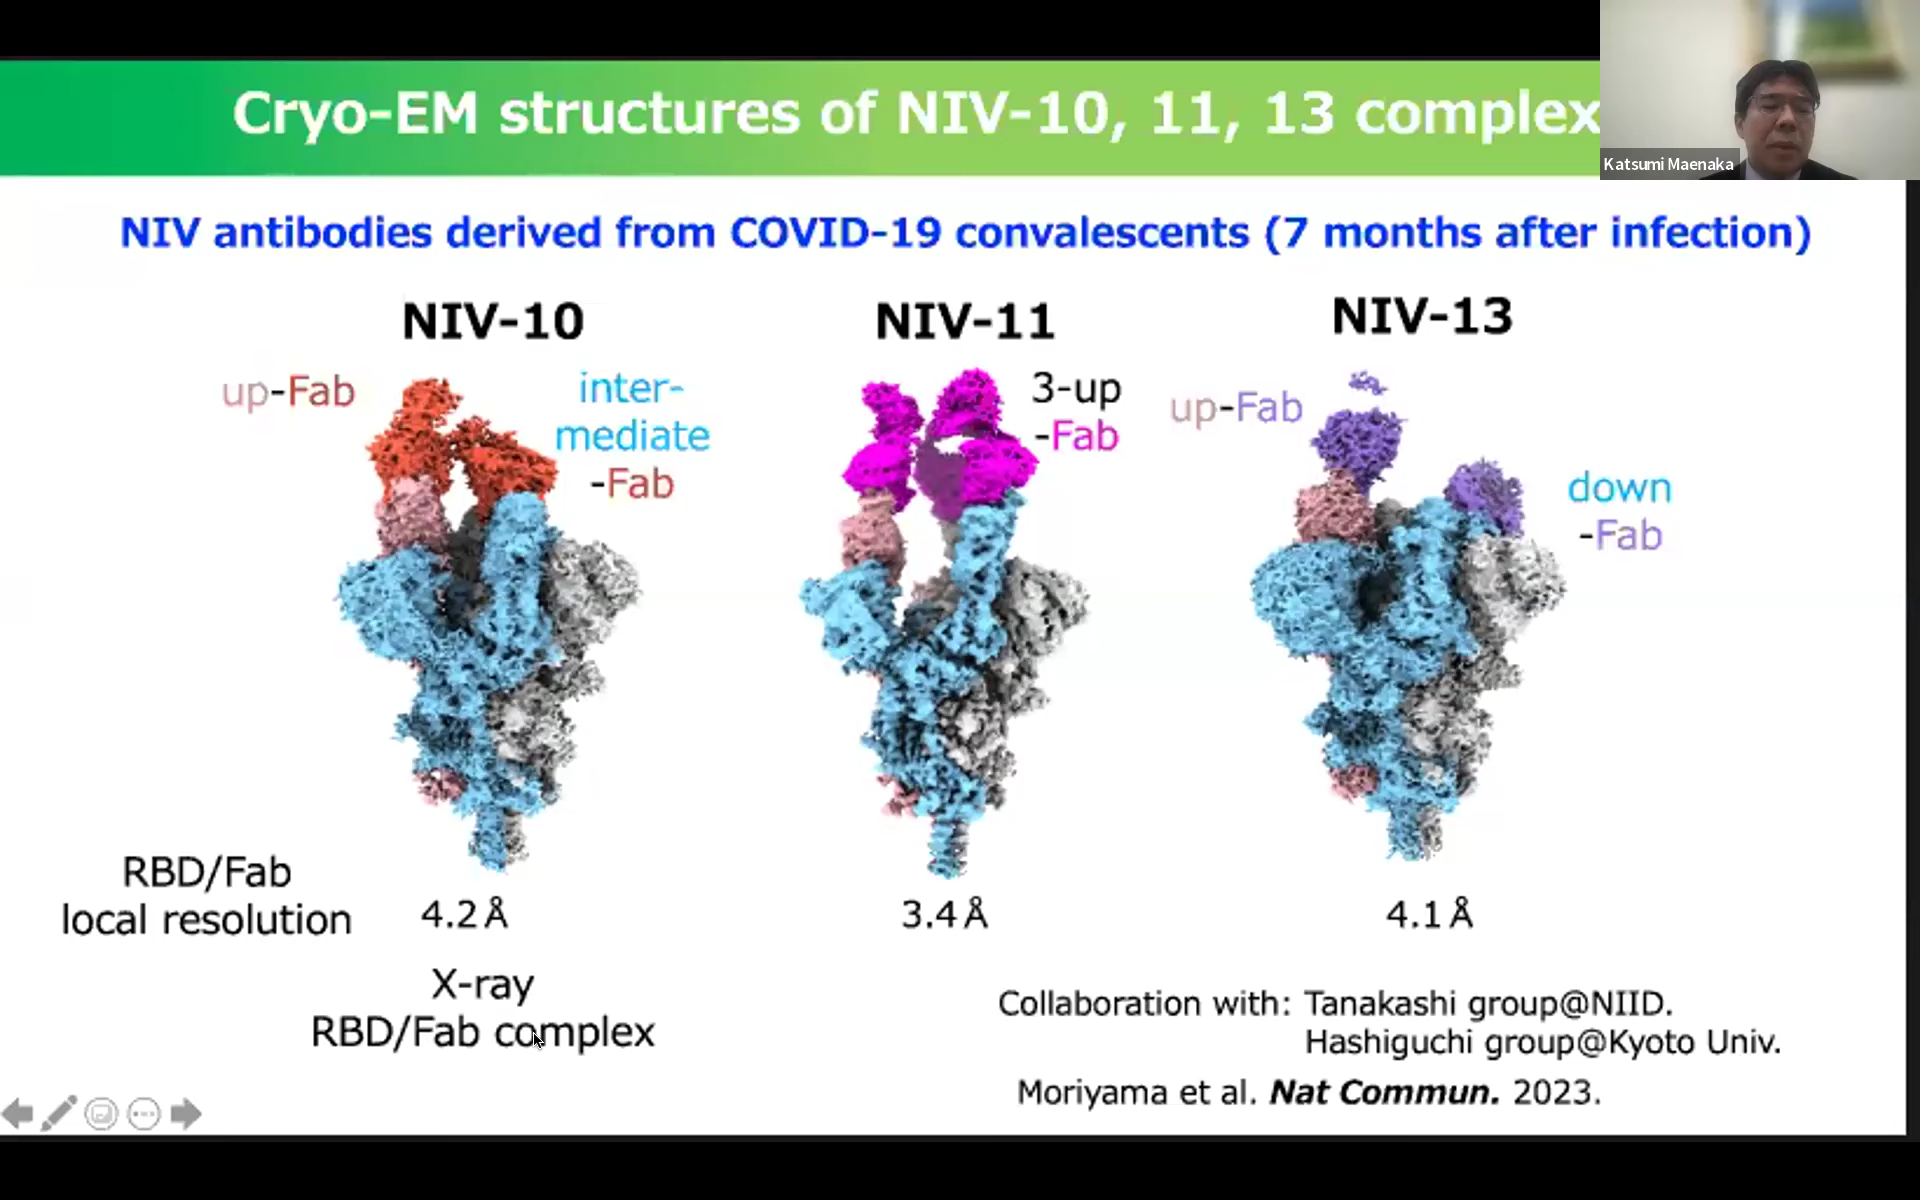 Cryo-EM structures of NIV-10, 11, 13 complex
Katsumi Maenaka
NIV antibodies derived from COVID-19 convalescents (7 months after infection)
NIV-10
NIV-11
NIV-13
up-Fab
inter-
mediate
-Fab
3-up
-Fab
up-Fab
down
-Fab
RBD/Fab
local resolution
4.2 Å
3.4 Å
4.1 Å
X-ray
RBD/Fab complex
Collaboration with: Tanakashi group@NIID.
Hashiguchi group@Kyoto Univ.
Moriyama et al. Nat Commun. 2023.